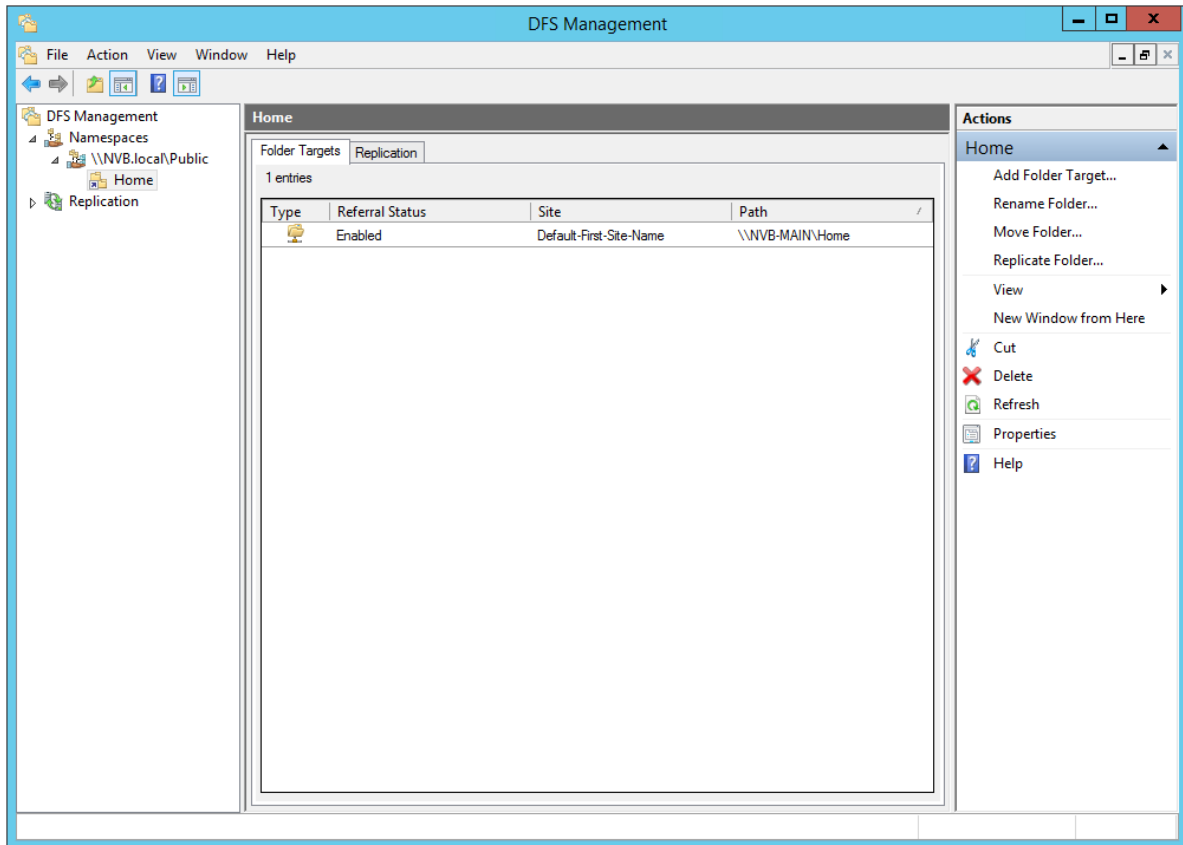 DFS Management
File Action View Window Help
DFS Management
Namespaces
\\NVB.local\Public
Home
Replication
Home
Folder Targets Replication
1 entries
Type Referral Status Site Path
Enabled Default-First-Site-Name \\NVB-MAIN\Home
Actions
Home
Add Folder Target...
Rename Folder...
Move Folder...
Replicate Folder...
View
New Window from Here
Cut
Delete
Refresh
Properties
Help